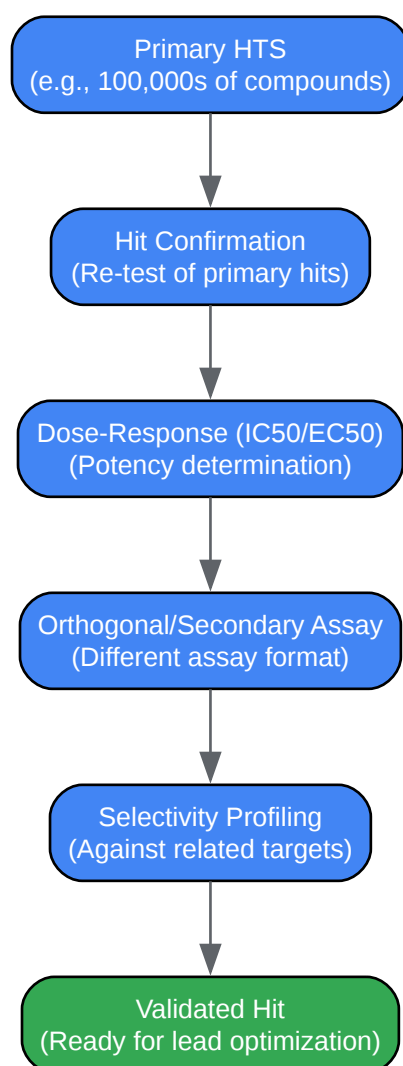 Primary HTS
(e.g., 100,000s of compounds)
Hit Confirmation
(Re-test of primary hits)
Dose-Response (IC50/EC50)
(Potency determination)
Orthogonal/Secondary Assay
(Different assay format)
Selectivity Profiling
(Against related targets)
Validated Hit
(Ready for lead optimization)